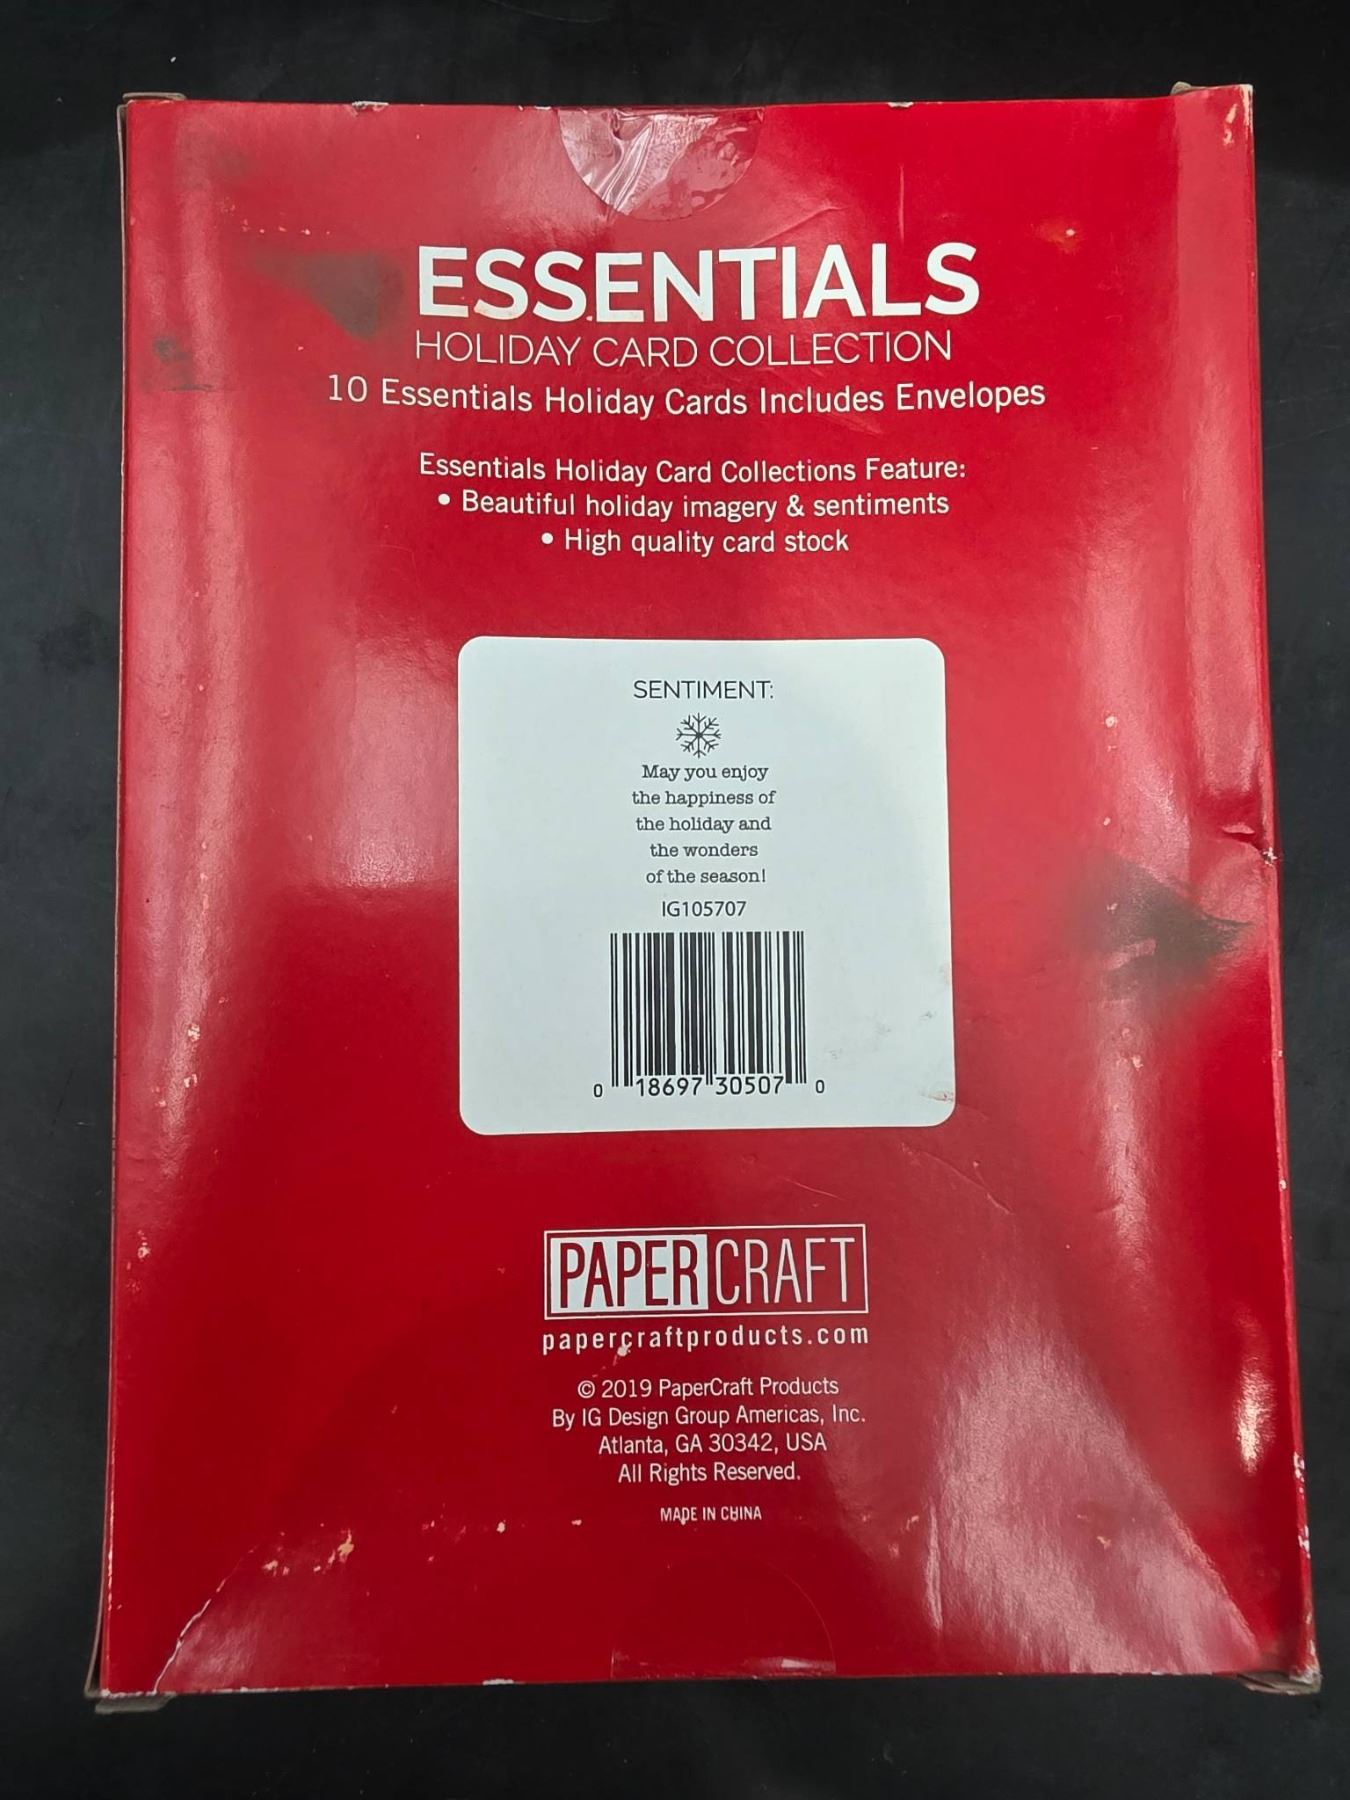 ESSENTIALS
HOLIDAY CARD COLLECTION
10 Essentials Holiday Cards Includes Envelopes
Essentials Holiday Card Collections Feature:
• Beautiful holiday imagery & sentiments
• High quality card stock
SENTIMENT:
May you enjoy
the happiness of
the holiday and
the wonders
of the season!
IG105707
0 18697 30507 0
PAPERCRAFT
papercraftproducts.com
© 2019 PaperCraft Products
By IG Design Group Americas, Inc.
Atlanta, GA 30342, USA
All Rights Reserved.
MADE IN CHINA